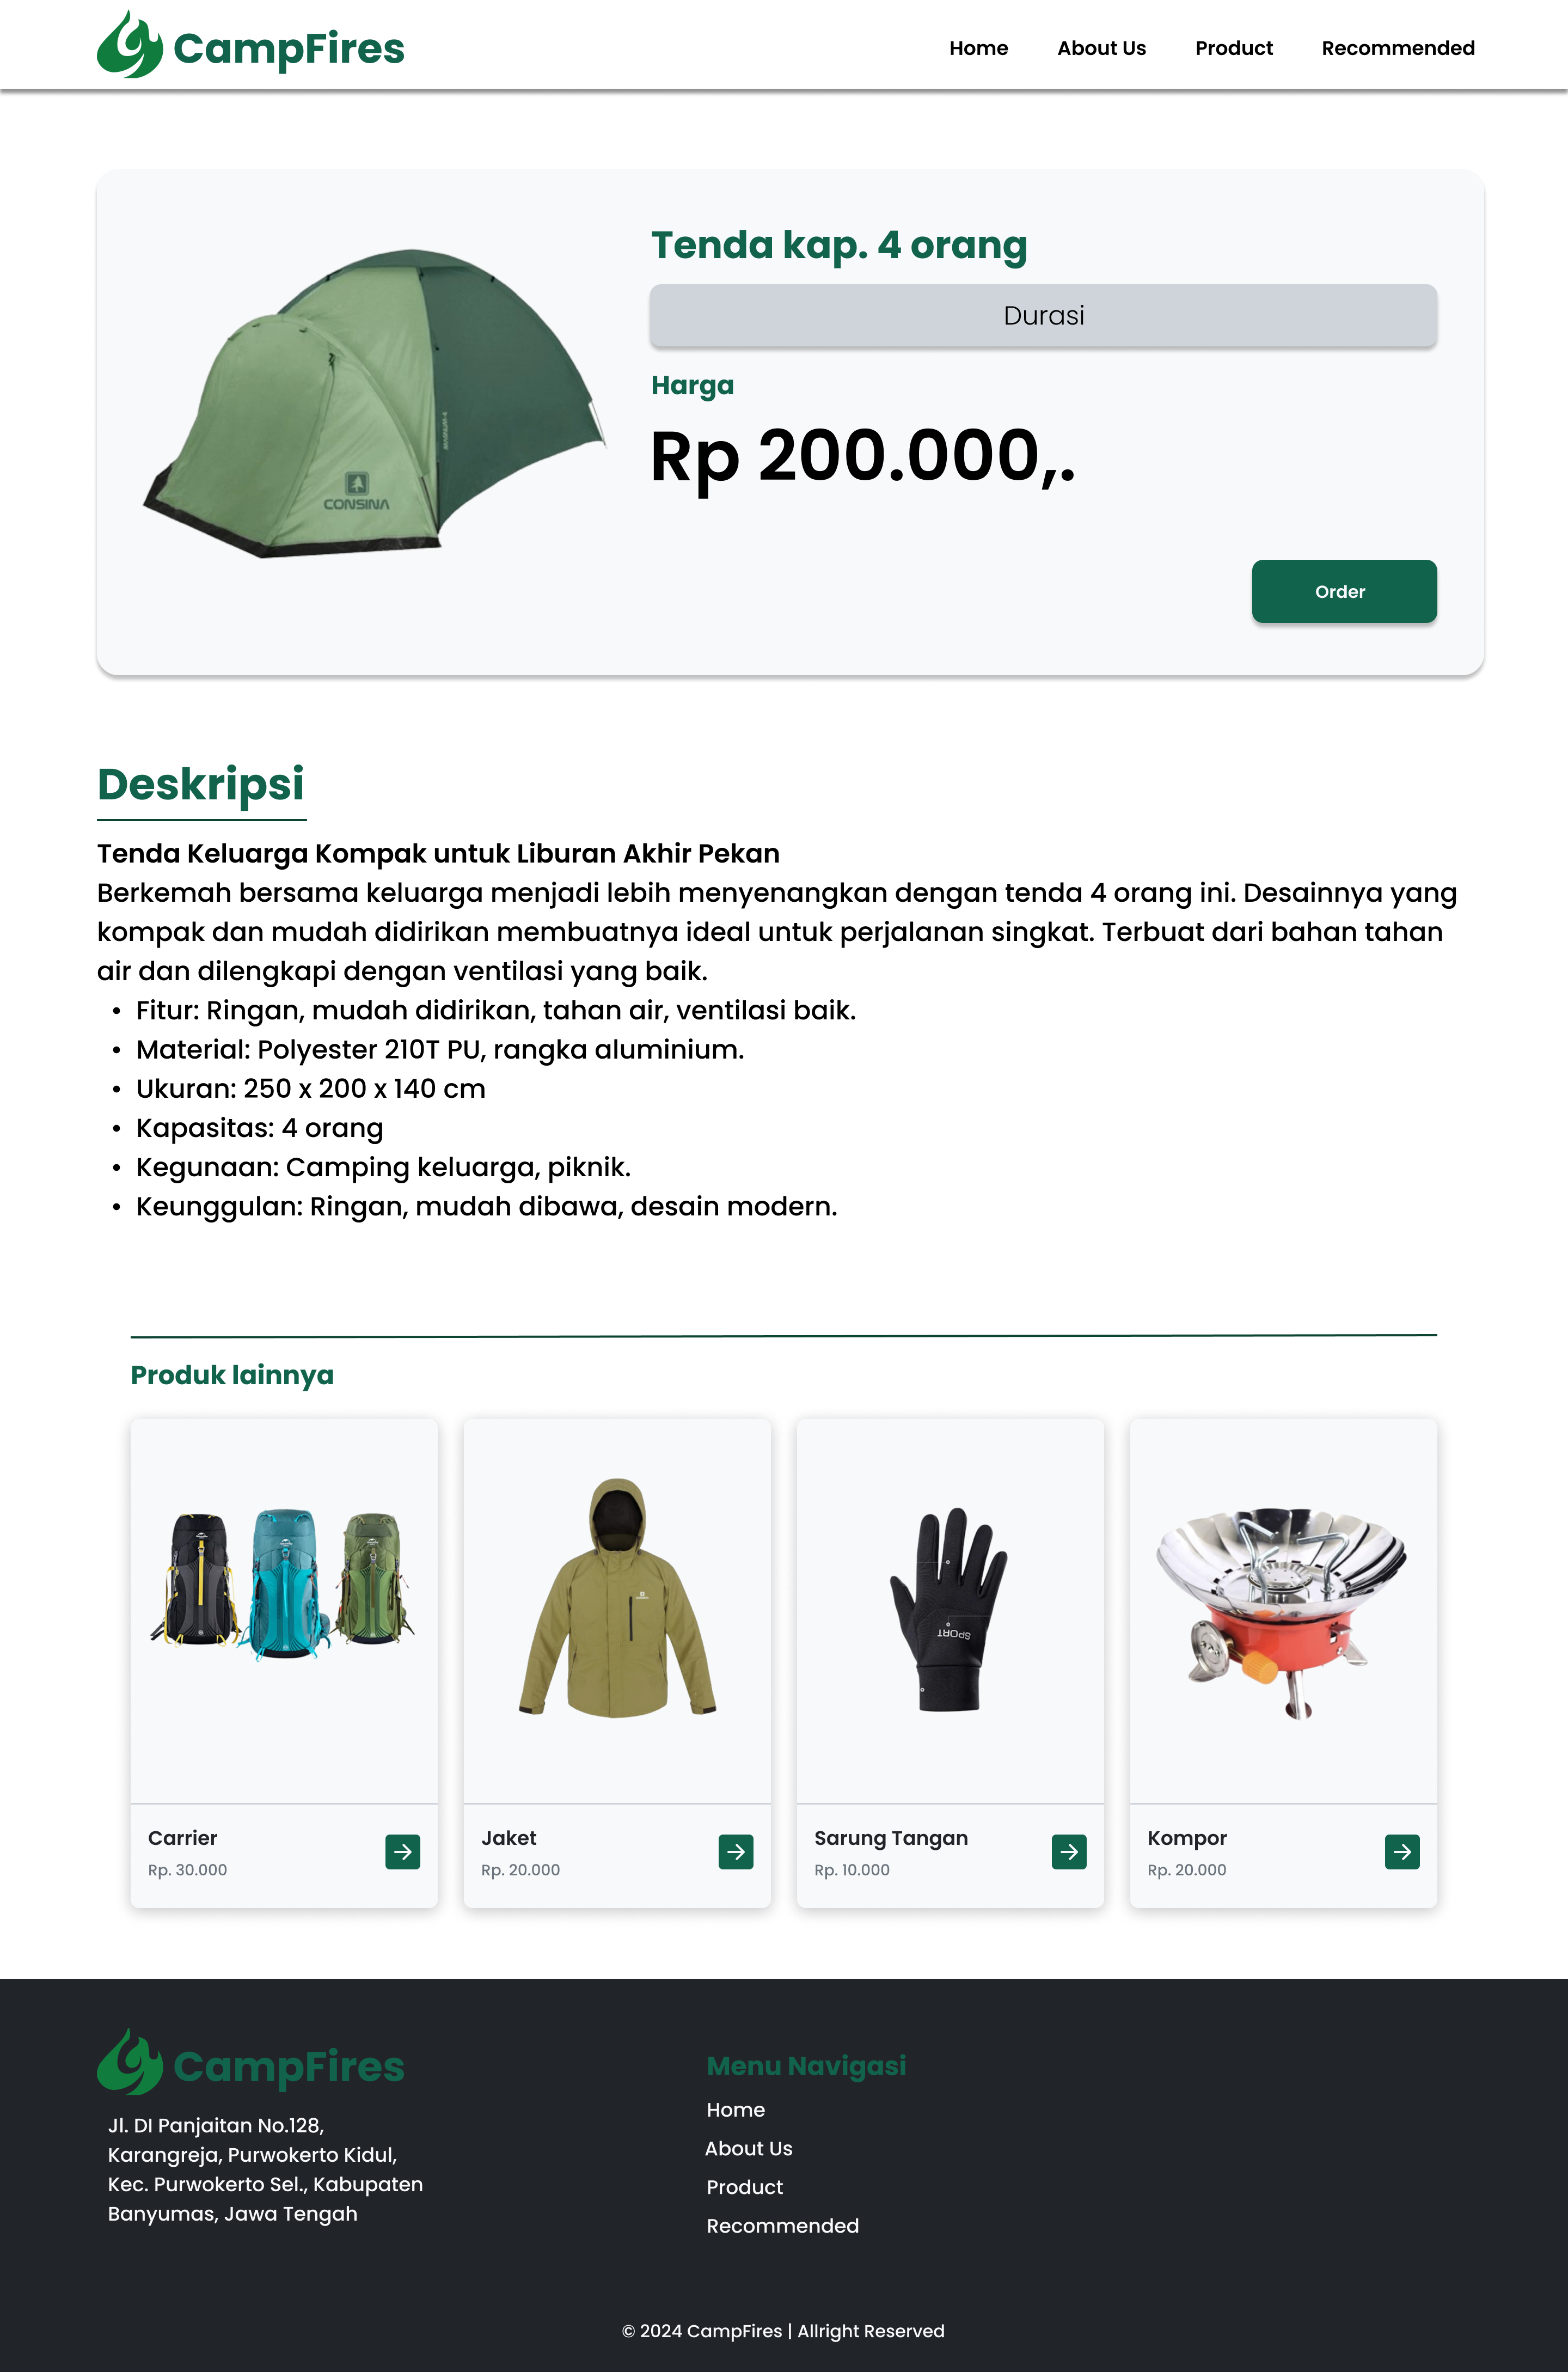 CampFires
Home
About Us
Product
Recommended
Tenda kap. 4 orang
Durasi
Harga
Rp 200.000,.
Order
CONSINA
Deskripsi
Tenda Keluarga Kompak untuk Liburan Akhir Pekan
Berkemah bersama keluarga menjadi lebih menyenangkan dengan tenda 4 orang ini. Desainnya yang
kompak dan mudah didirikan membuatnya ideal untuk perjalanan singkat. Terbuat dari bahan tahan
air dan dilengkapi dengan ventilasi yang baik.
• Fitur: Ringan, mudah didirikan, tahan air, ventilasi baik.
• Material: Polyester 210T PU, rangka aluminium.
• Ukuran: 250 x 200 x 140 cm
• Kapasitas: 4 orang
• Kegunaan: Camping keluarga, piknik.
• Keunggulan: Ringan, mudah dibawa, desain modern.
Produk lainnya
SPORT
Carrier
Rp. 30.000
Jaket
Rp. 20.000
Sarung Tangan
Rp. 10.000
Kompor
Rp. 20.000
CampFires
Jl. DI Panjaitan No.128,
Karangreja, Purwokerto Kidul,
Kec. Purwokerto Sel., Kabupaten
Banyumas, Jawa Tengah
Menu Navigasi
Home
About Us
Product
Recommended
© 2024 CampFires | Allright Reserved